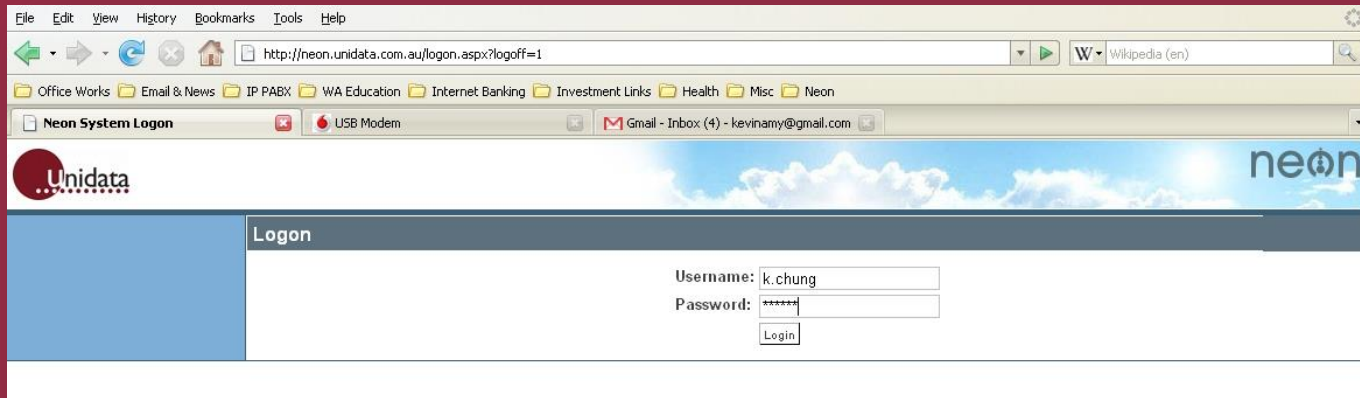 File Edit View History Bookmarks Tools Help
http://neon.unidata.com.au/logon.aspx?logoff=1 W Wikipedia (en)
Office Works Email & News IP PABX WA Education Internet Banking Investment Links Health Misc Neon
Neon System Logon USB Modem Gmail - Inbox (4) - kevinamy@gmail.com
Unidata neon
Logon
Username: k.chung
Password: ******
Login